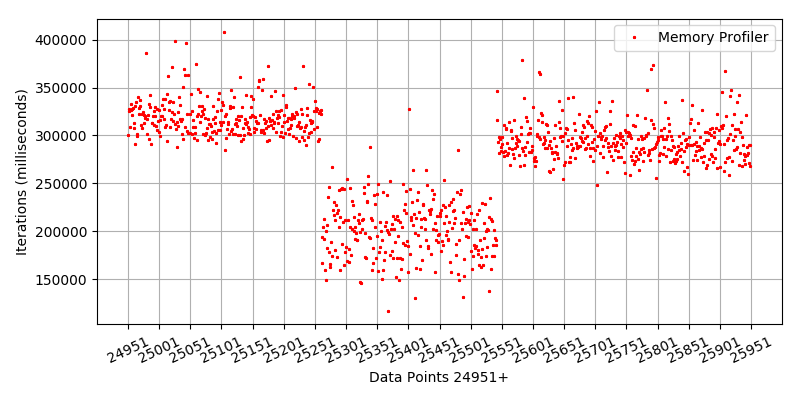 Memory Profiler
400000
350000
300000
250000
200000
150000
Iterations (milliseconds)
24951 25001 25051 25101 25151 25201 25251 25301 25351 25401 25451 25501 25551 25601 25651 25701 25751 25801 25851 25901 25951
Data Points 24951+